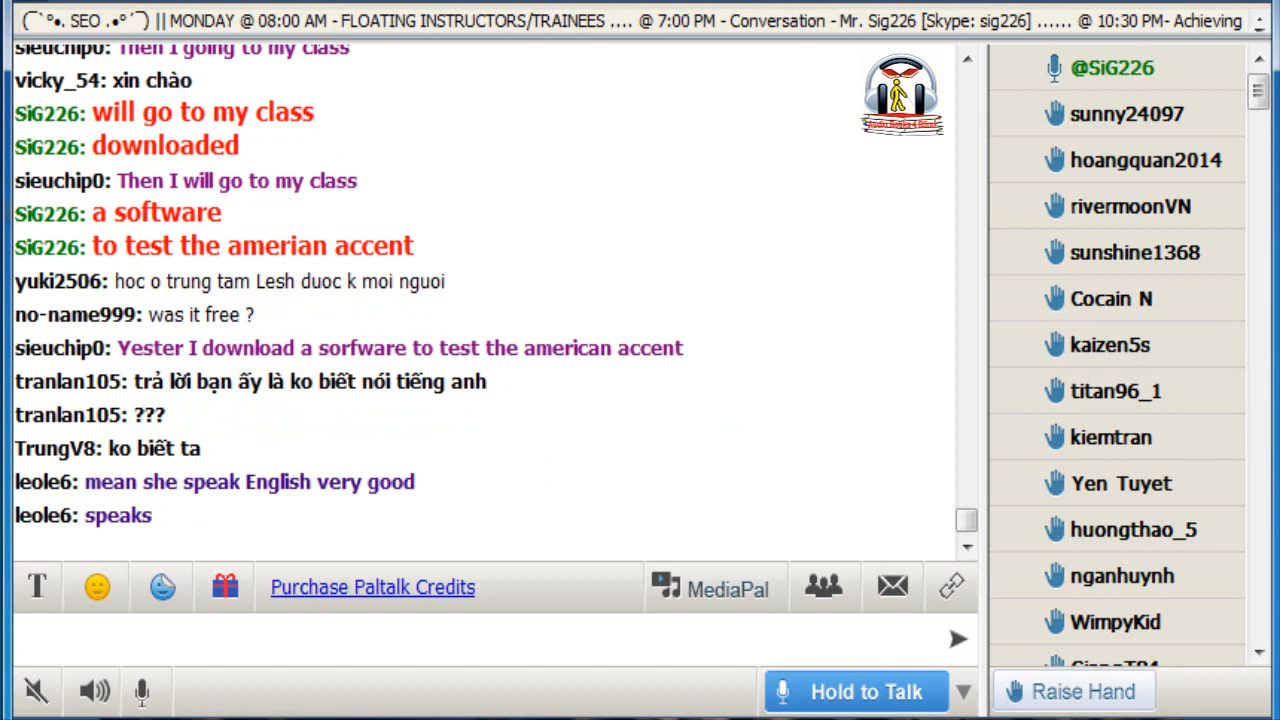 (¯`°•. SEO .•°´¯) || MONDAY @ 08:00 AM - FLOATING INSTRUCTORS/TRAINEES .... @ 7:00 PM - Conversation - Mr. Sig226 [Skype: sig226] ...... @ 10:30 PM- Achieving
sieuchip0: Then I going to my class
vicky_54: xin chào
SiG226: will go to my class
SiG226: downloaded
sieuchip0: Then I will go to my class
SiG226: a software
SiG226: to test the amerian accent
yuki2506: hoc o trung tam Lesh duoc k moi nguoi
no-name999: was it free ?
sieuchip0: Yester I download a sorfware to test the american accent
tranlan105: trả lời bạn ấy là ko biết nói tiếng anh
tranlan105: ???
TrungV8: ko biết ta
leole6: mean she speak English very good
leole6: speaks
Purchase Paltalk Credits
MediaPal
Hold to Talk
@SiG226
sunny24097
hoangquan2014
rivermoonVN
sunshine1368
Cocain N
kaizen5s
titan96_1
kiemtran
Yen Tuyet
huongthao_5
nganhuynh
WimpyKid
Raise Hand